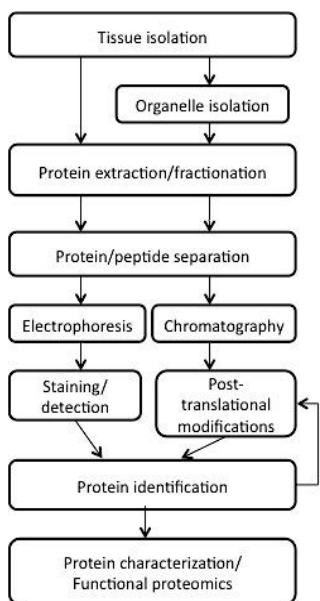 Tissue isolation
Organelle isolation
Protein extraction/fractionation
Protein/peptide separation
Electrophoresis
Chromatography
Staining/
detection
Post-
translational
modifications
Protein identification
Protein characterization/
Functional proteomics